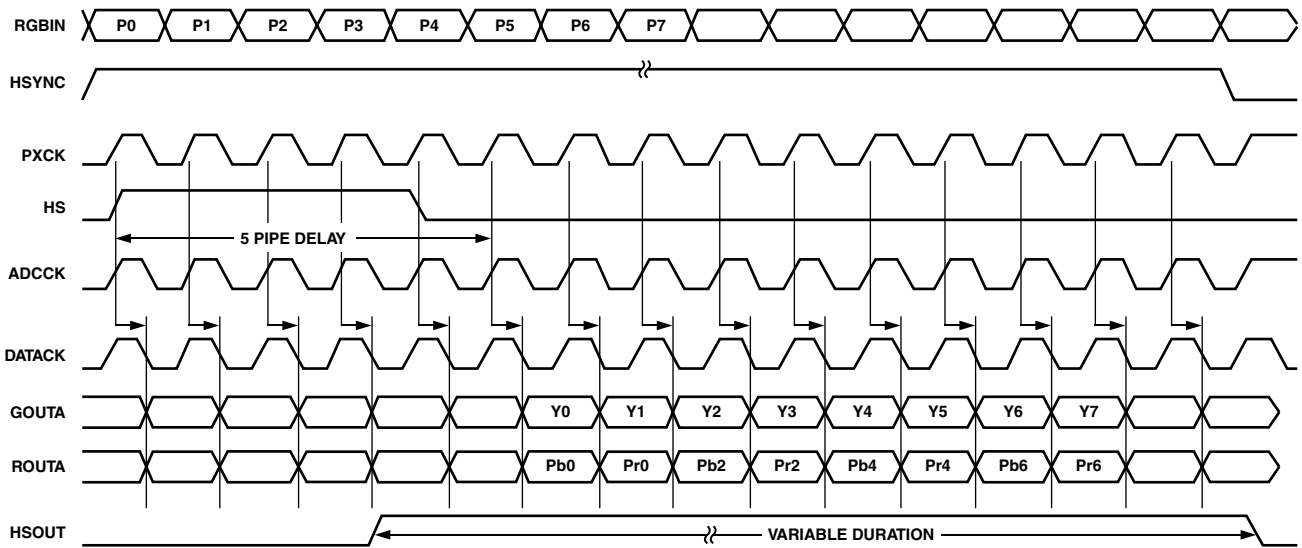 RGBIN P0 P1 P2 P3 P4 P5 P6 P7
HSYNC
PXCK
HS
5 PIPE DELAY
ADCCK
DATACK
GOUTA Y0 Y1 Y2 Y3 Y4 Y5 Y6 Y7
ROUTA Pb0 Pr0 Pb2 Pr2 Pb4 Pr4 Pb6 Pr6
HSOUT VARIABLE DURATION